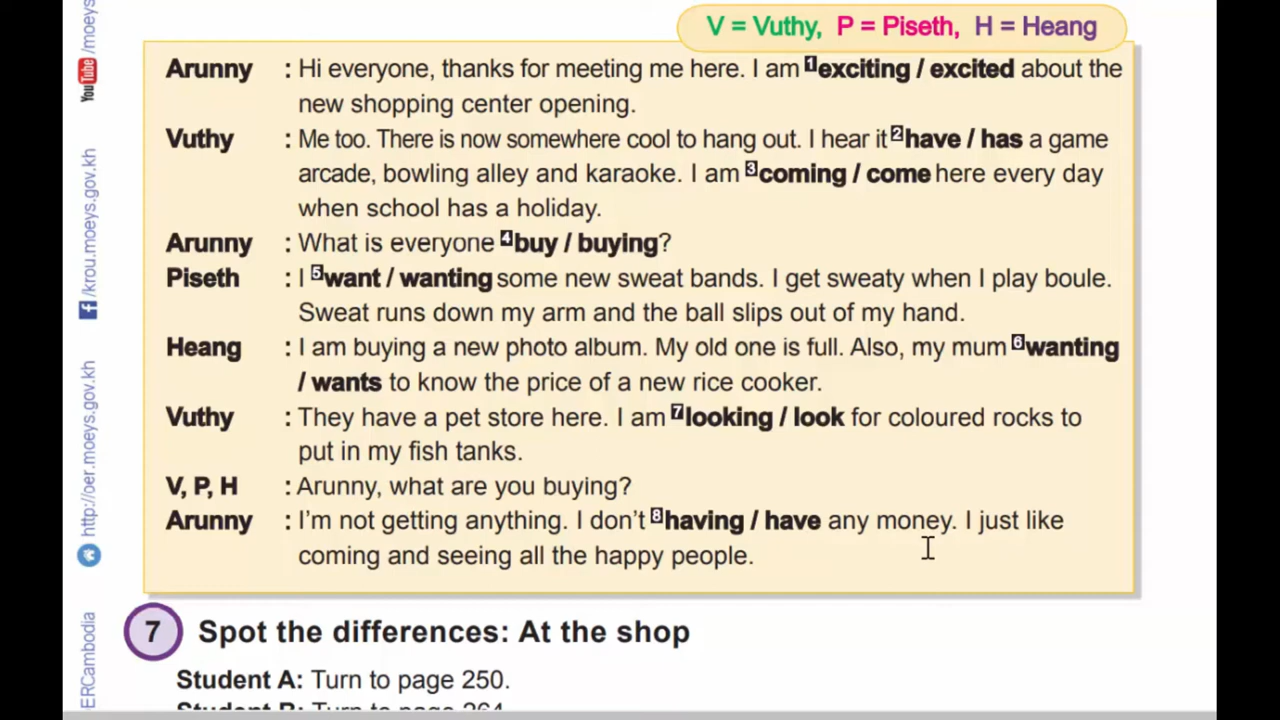 V = Vuthy, P = Piseth, H = Heang
Arunny : Hi everyone, thanks for meeting me here. I am 1exciting / excited about the
new shopping center opening.
Vuthy : Me too. There is now somewhere cool to hang out. I hear it 2have / has a game
arcade, bowling alley and karaoke. I am 3coming / come here every day
when school has a holiday.
Arunny : What is everyone 4buy / buying?
Piseth : I 5want / wanting some new sweat bands. I get sweaty when I play boule.
Sweat runs down my arm and the ball slips out of my hand.
Heang : I am buying a new photo album. My old one is full. Also, my mum 6wanting
/ wants to know the price of a new rice cooker.
Vuthy : They have a pet store here. I am 7looking / look for coloured rocks to
put in my fish tanks.
V, P, H : Arunny, what are you buying?
Arunny : I'm not getting anything. I don't 8having / have any money. I just like
coming and seeing all the happy people.
7 Spot the differences: At the shop
Student A: Turn to page 250.
Student B: Turn to page 264
YouTube /moeys
f /krou.moeys.gov.kh
http://oer.moeys.gov.kh
ERCambodia